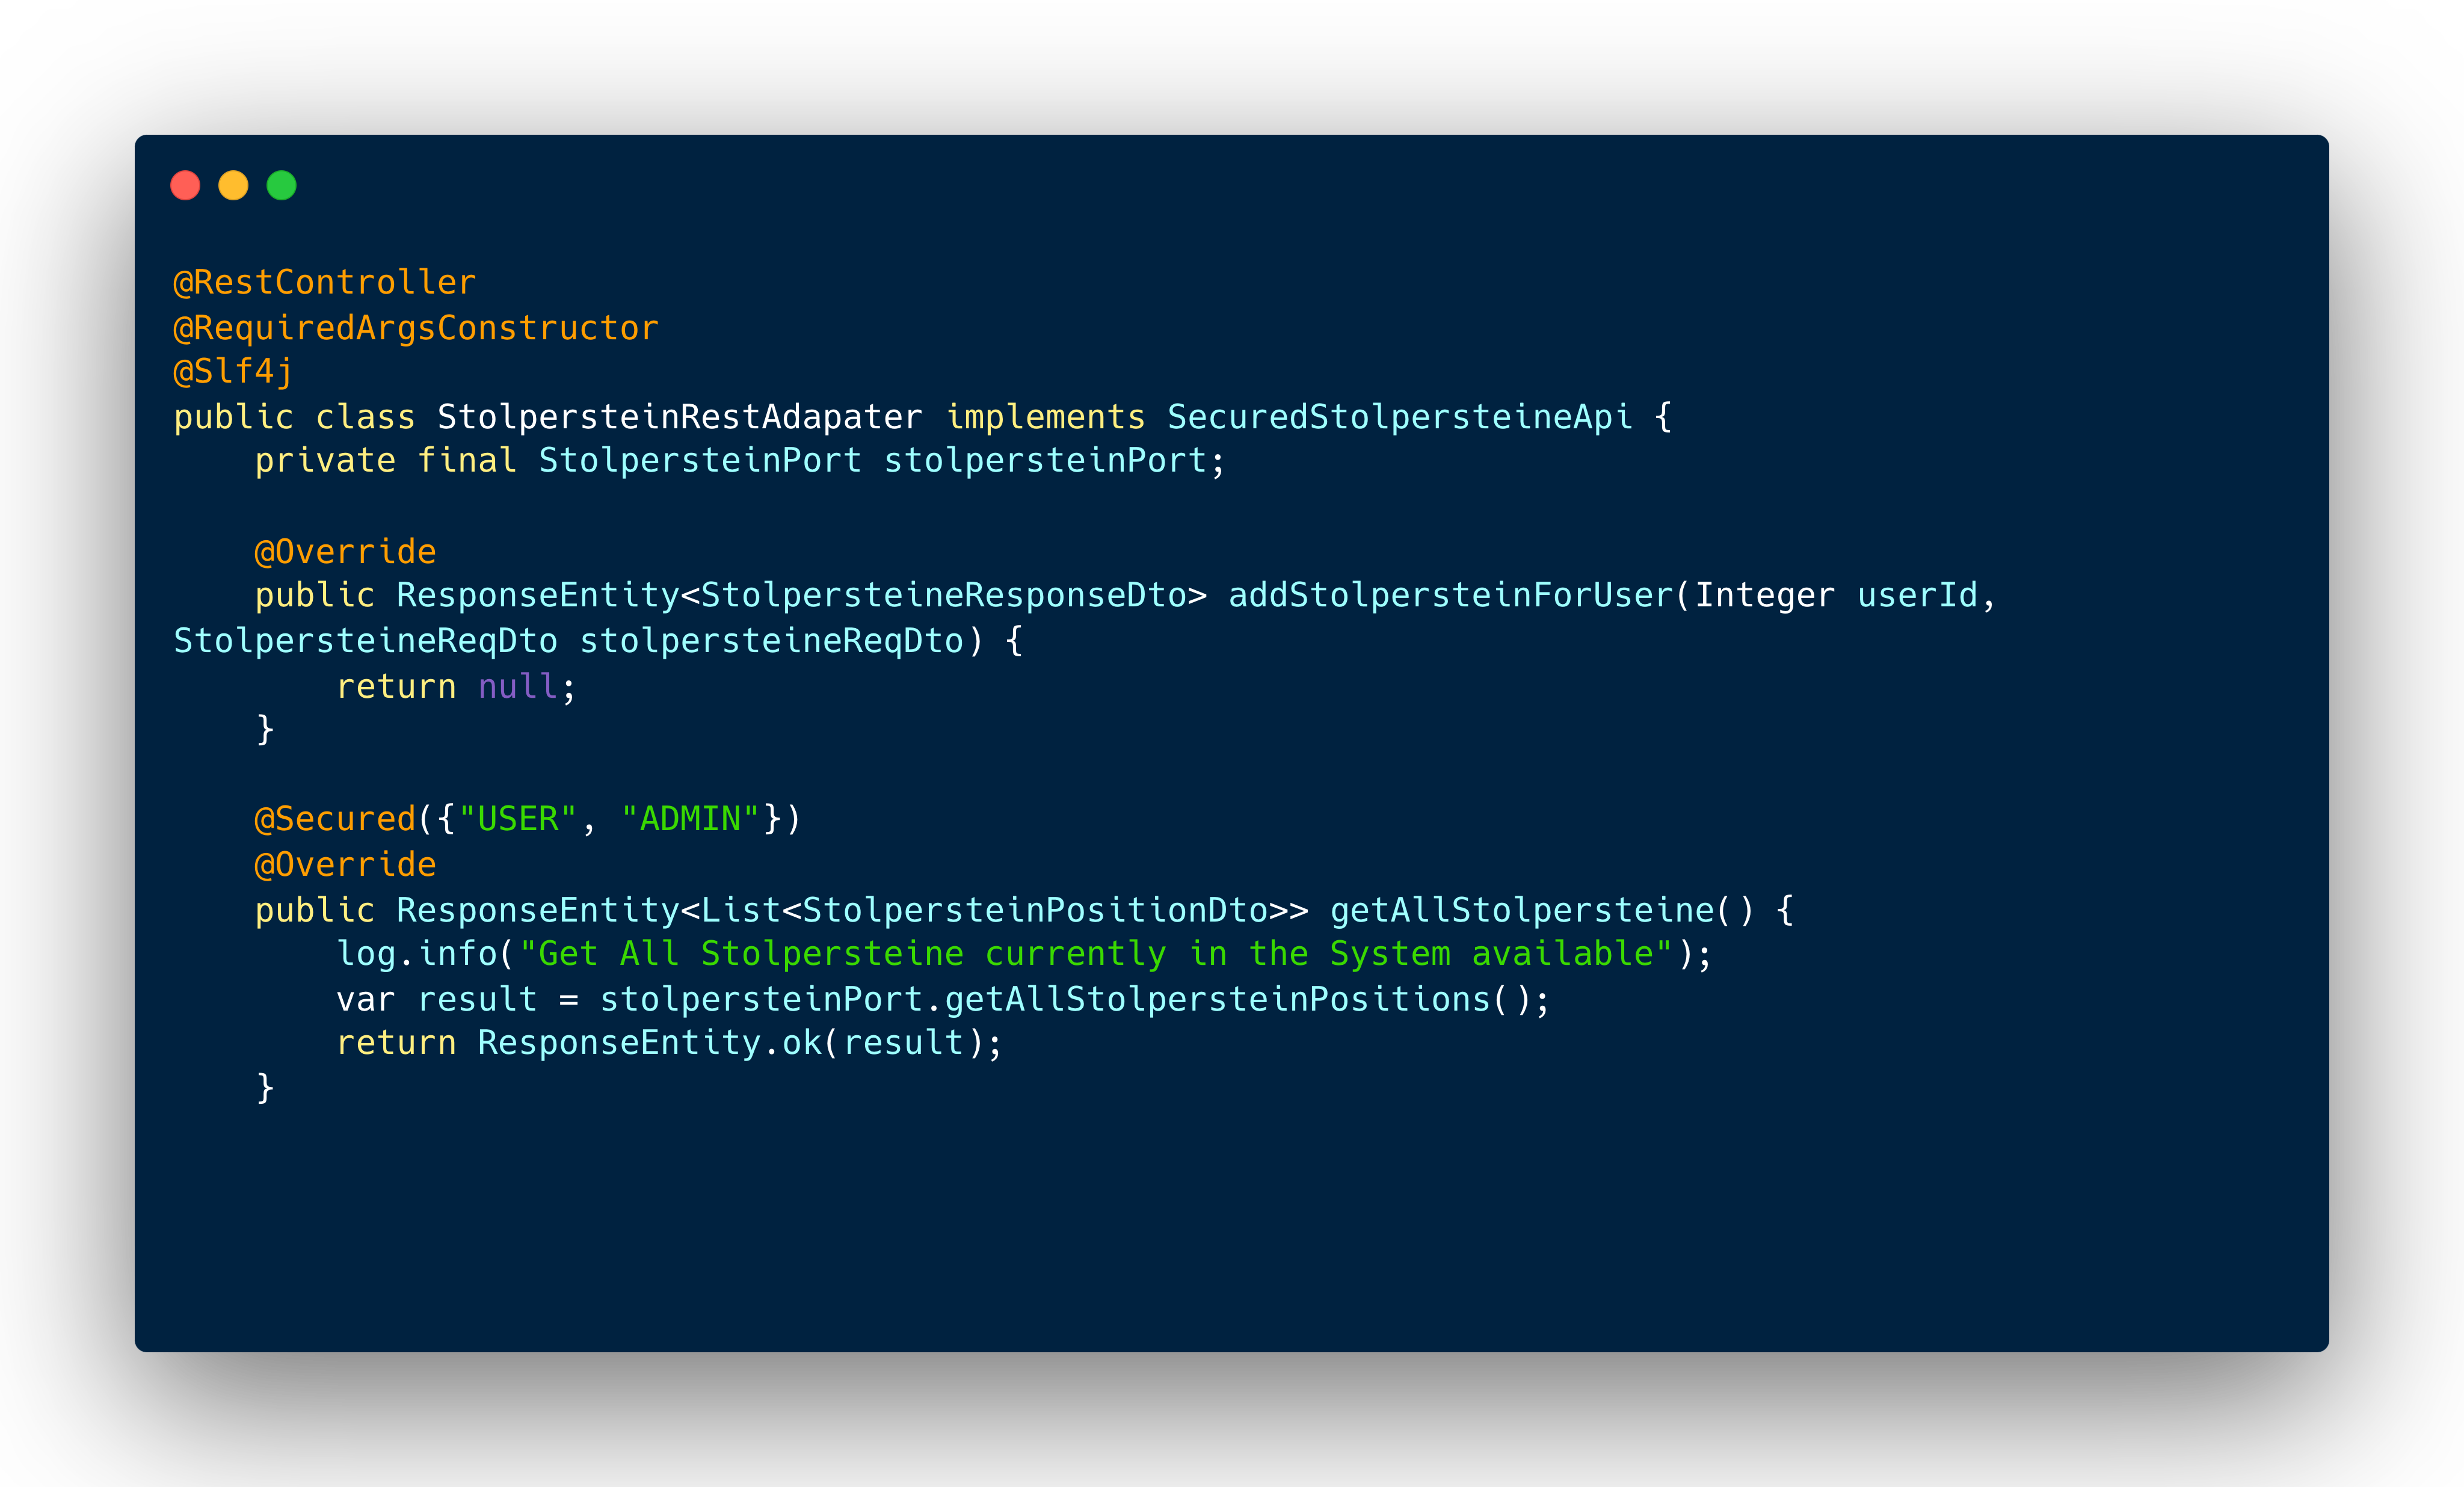 @RestController
@RequiredArgsConstructor
@Slf4j
public class StolpersteinRestAdapater implements SecuredStolpersteineApi {
    private final StolpersteinPort stolpersteinPort;

    @Override
    public ResponseEntity<StolpersteineResponseDto> addStolpersteinForUser(Integer userId,
StolpersteineReqDto stolpersteineReqDto) {
        return null;
    }

    @Secured({"USER", "ADMIN"})
    @Override
    public ResponseEntity<List<StolpersteinPositionDto>> getAllStolpersteine() {
        log.info("Get All Stolpersteine currently in the System available");
        var result = stolpersteinPort.getAllStolpersteinPositions();
        return ResponseEntity.ok(result);
    }